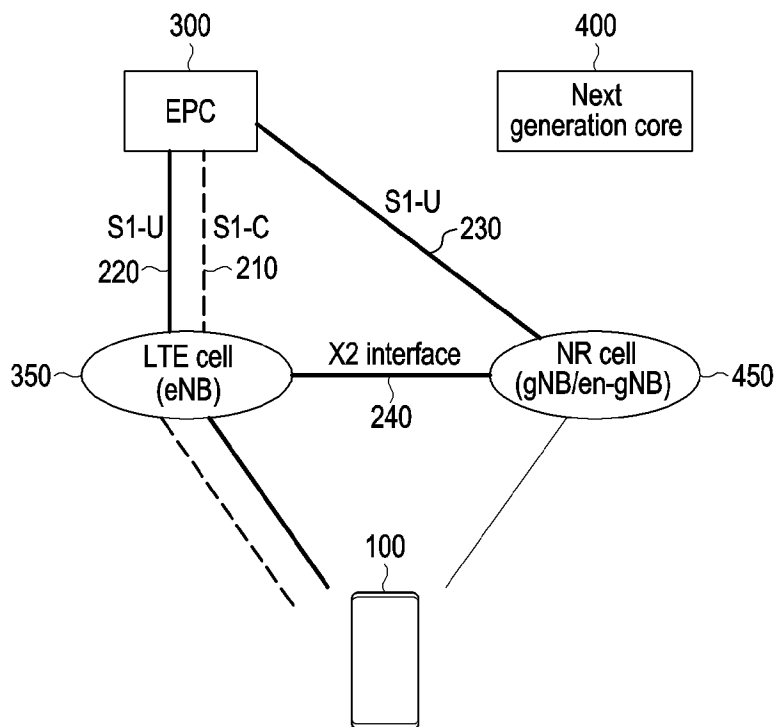 300
400
EPC
Next
generation core
S1-U
S1-C
S1-U
220
210
230
350
LTE cell
(eNB)
X2 interface
240
NR cell
(gNB/en-gNB)
450
100